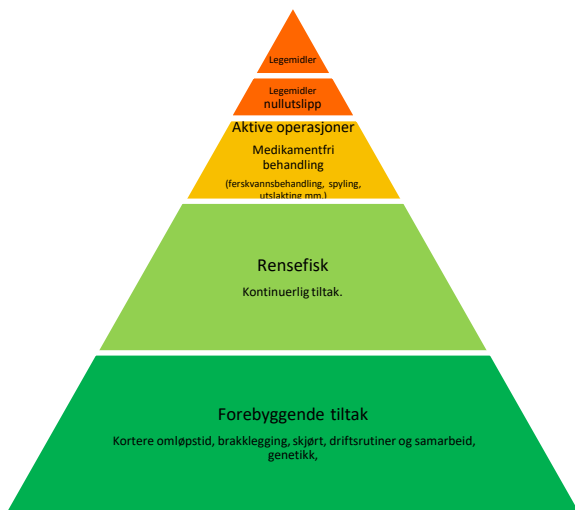 Legemidler
Legemidler
nullutslipp
Aktive operasjoner
Medikamentfri
behandling
(ferskvannsbehandling, spyling,
utslakting mm.)
Rensefisk
Kontinuerlig tiltak.
Forebyggende tiltak
Kortere omløpstid, brakklegging, skjørt, driftsrutiner og samarbeid,
genetikk,